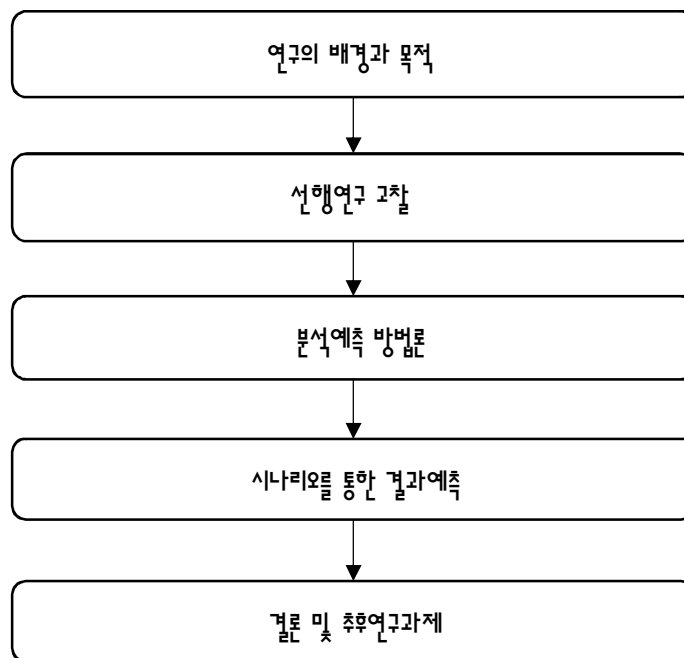 연구의 배경과 목적
선행연구 고찰
분석예측 방법론
시나리오를 통한 결과예측
결론 및 추후연구과제